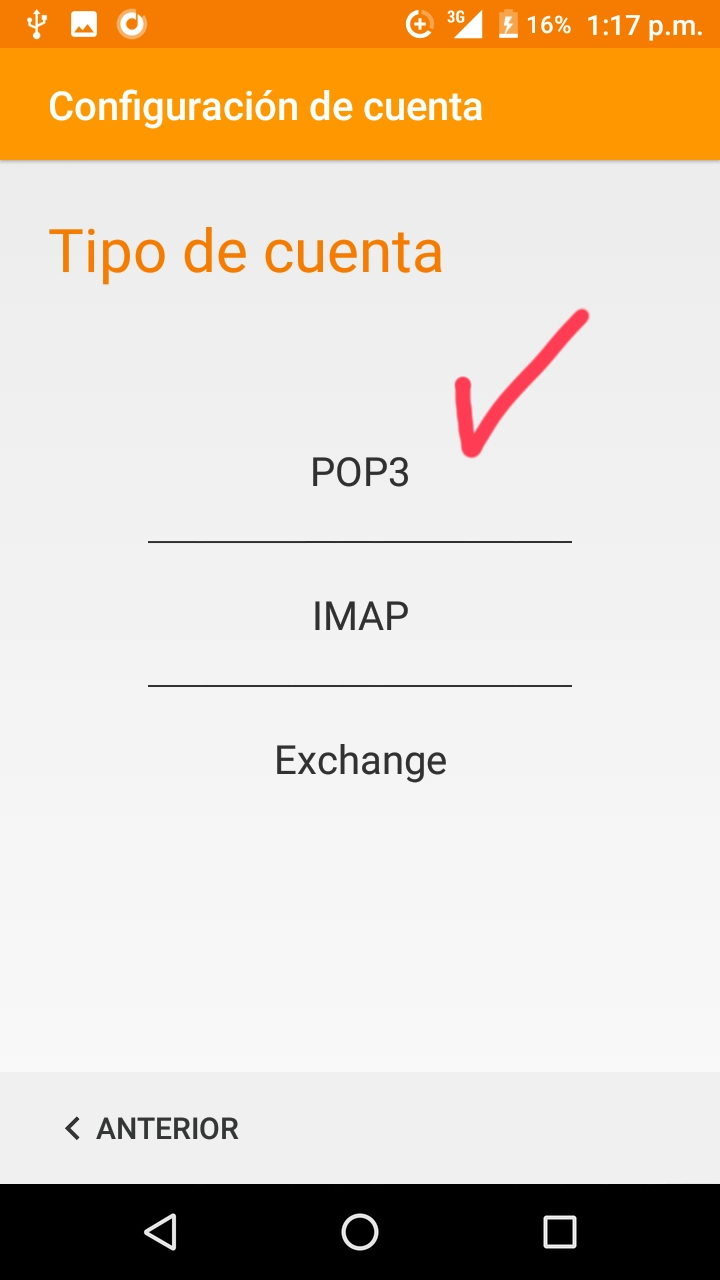 3G 16% 1:17 p.m.
Configuración de cuenta
Tipo de cuenta
POP3
IMAP
Exchange
ANTERIOR